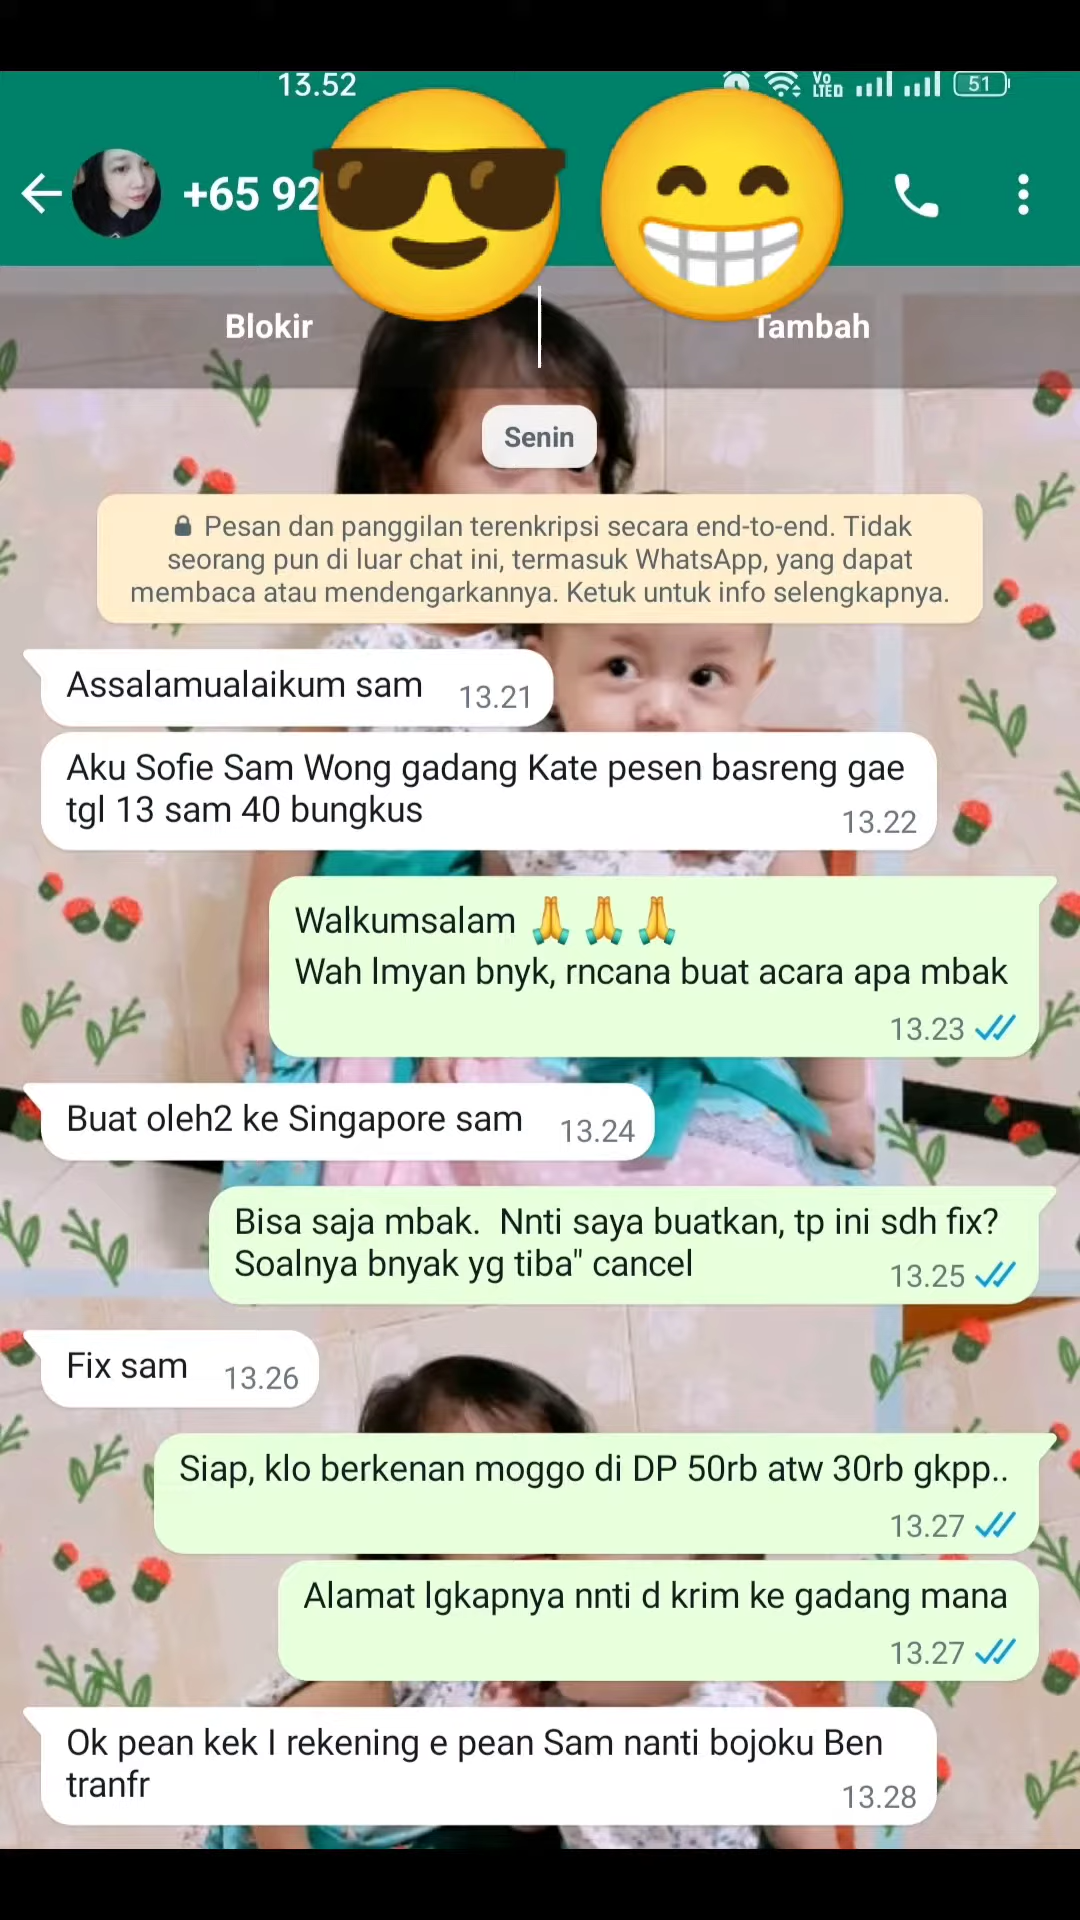 13.52
Vo
LTED
51
+65 92
Blokir
Tambah
Senin
Pesan dan panggilan terenkripsi secara end-to-end. Tidak
seorang pun di luar chat ini, termasuk WhatsApp, yang dapat
membaca atau mendengarkannya. Ketuk untuk info selengkapnya.
Assalamualaikum sam 13.21
Aku Sofie Sam Wong gadang Kate pesen basreng gae
tgl 13 sam 40 bungkus 13.22
Walkumsalam 🙏🙏🙏
Wah lmyan bnyk, rncana buat acara apa mbak
13.23
Buat oleh2 ke Singapore sam 13.24
Bisa saja mbak.  Nnti saya buatkan, tp ini sdh fix?
Soalnya bnyak yg tiba" cancel 13.25
Fix sam 13.26
Siap, klo berkenan moggo di DP 50rb atw 30rb gkpp..
13.27
Alamat lgkapnya nnti d krim ke gadang mana
13.27
Ok pean kek I rekening e pean Sam nanti bojoku Ben
tranfr 13.28